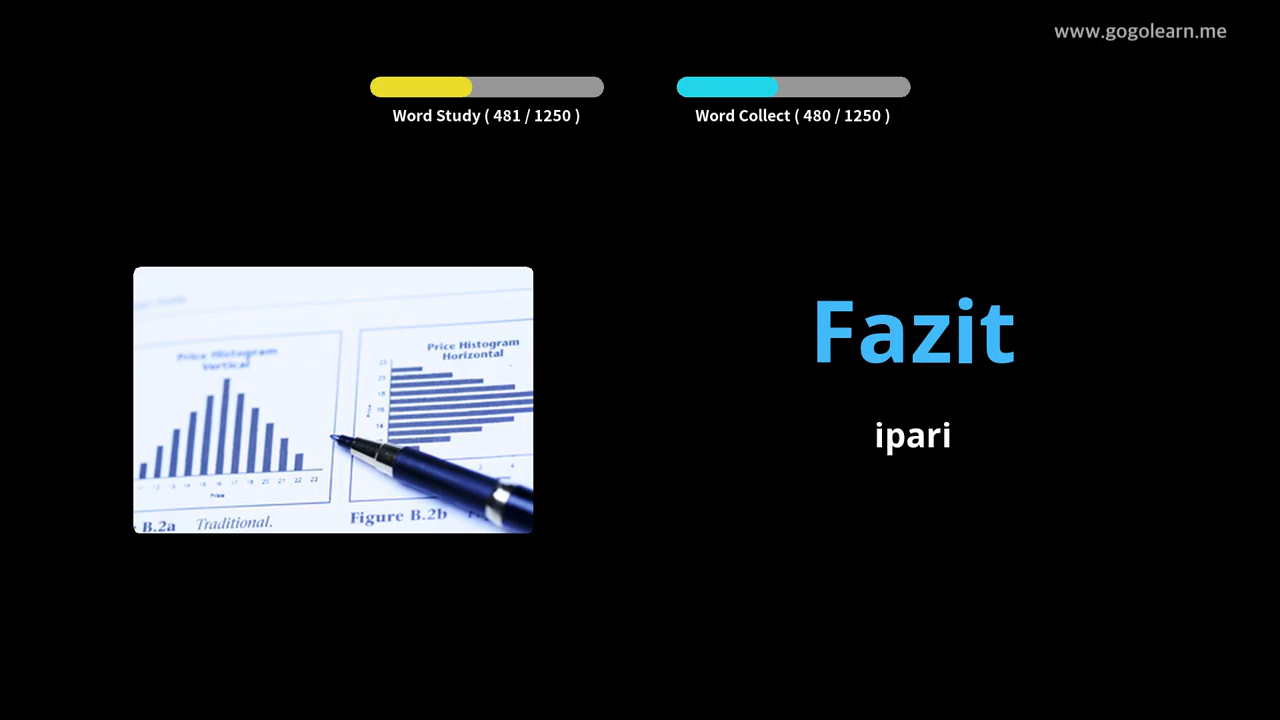 www.gogolearn.me
Word Study ( 481 / 1250 )
Word Collect ( 480 / 1250 )
Price Histogram
Vertical
Price Histogram
Horizontal
Fazit
ipari
Price
B.2a Traditional.
Figure B.2b